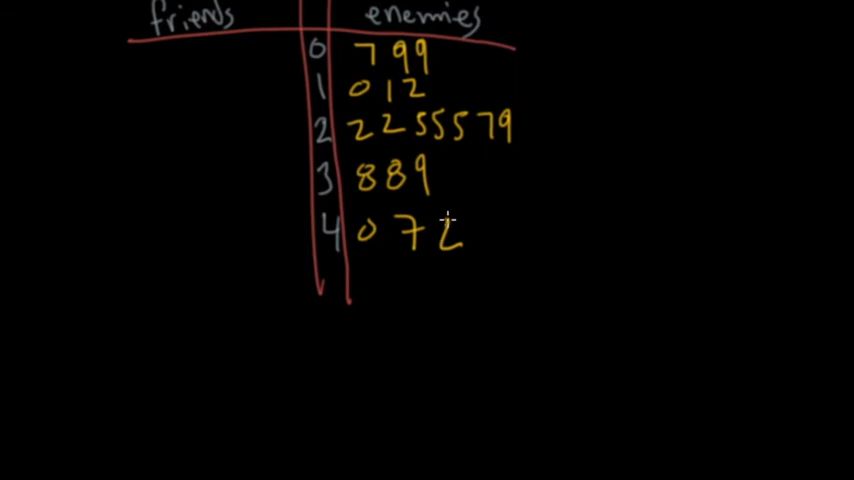 friends enemies
0 7 9 9
1 0 1 2
2 2 2 5 5 5 7 9
3 8 8 9
4 0 7